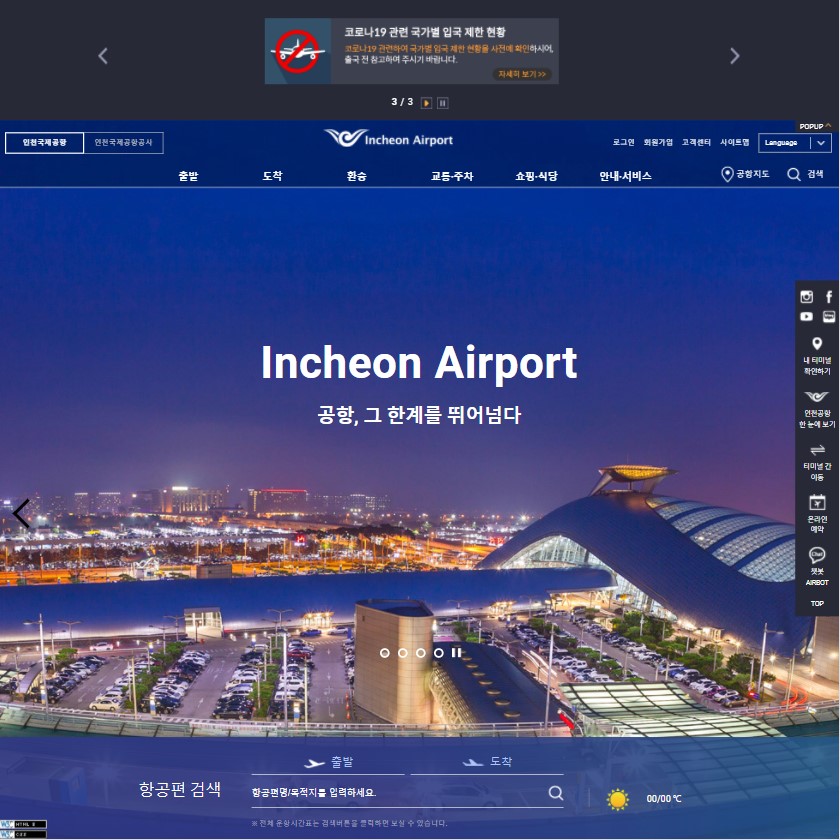 코로나19 관련 국가별 입국 제한 현황
코로나19 관련하여 국가별 입국 제한 현황을 사전에 확인하시어,
출국 전 참고하여 주시기 바랍니다.
자세히 보기 >>
3 / 3
POPUP
인천국제공항 인천국제공항공사
Incheon Airport
로그인 회원가입 고객센터 사이트맵 Language
출발 도착 환승 교통·주차 쇼핑·식당 안내·서비스 공항지도 검색
Incheon Airport
공항, 그 한계를 뛰어넘다
내 터미널
확인하기
인천공항
한 눈에 보기
터미널 간
이동
온라인
예약
Chat
챗봇
AIRBOT
TOP
출발 도착
항공편 검색
항공편명/목적지를 입력하세요.
00/00 ℃
※ 전체 운항시간표는 검색버튼을 클릭하면 보실 수 있습니다.
W3C HTML 5
W3C CSS